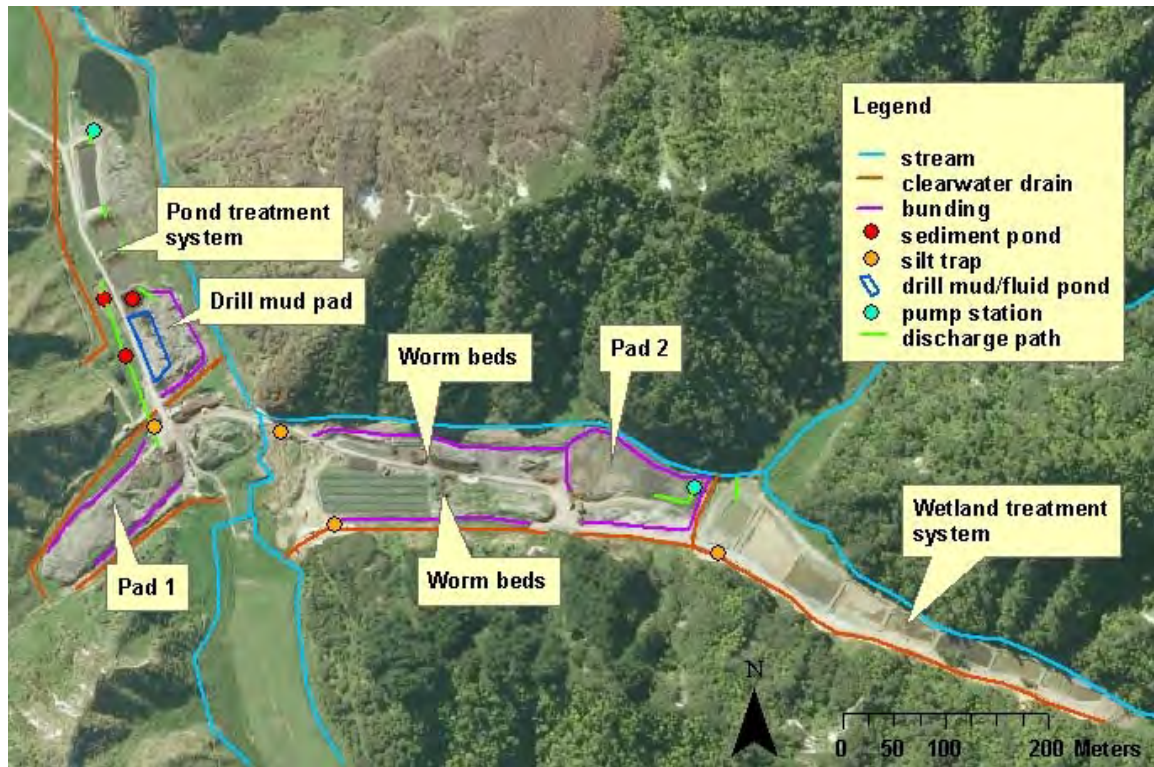 Legend
stream
clearwater drain
bunding
sediment pond
silt trap
drill mud/fluid pond
pump station
discharge path
Pond treatment
system
Drill mud pad
Worm beds
Pad 2
Wetland treatment
system
Pad 1
Worm beds
N
0 50 100 200 Meters